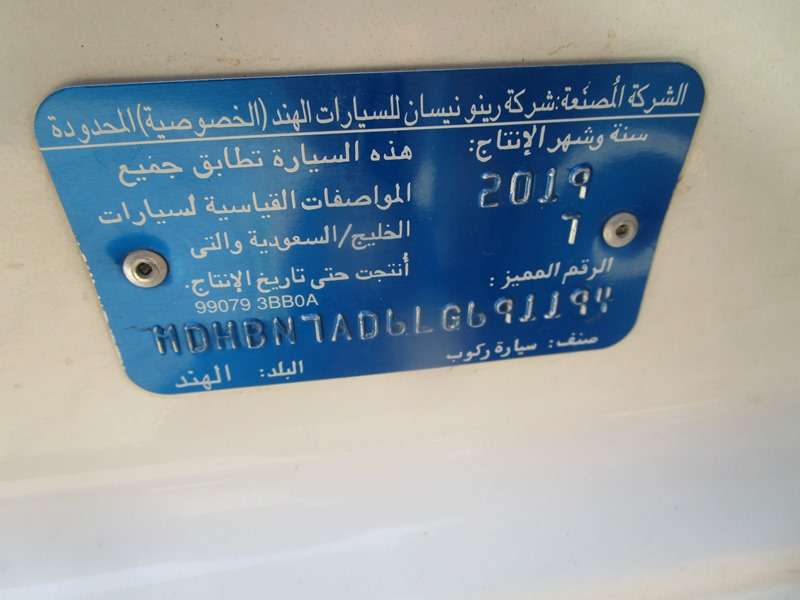 الشركة المُصنّعة: شركة رينو نيسان للسيارات الهند (الخصوصية) المحدودة
سنة وشهر الإنتاج:
2019
7
الرقم المميز:
هذه السيارة تطابق جميع
المواصفات القياسية لسيارات
الخليج/السعودية والتى
أنتجت حتى تاريخ الإنتاج.
99079 3BB0A
MDHBN7AD6LG691194
صنف: سيارة ركوب
البلد: الهند